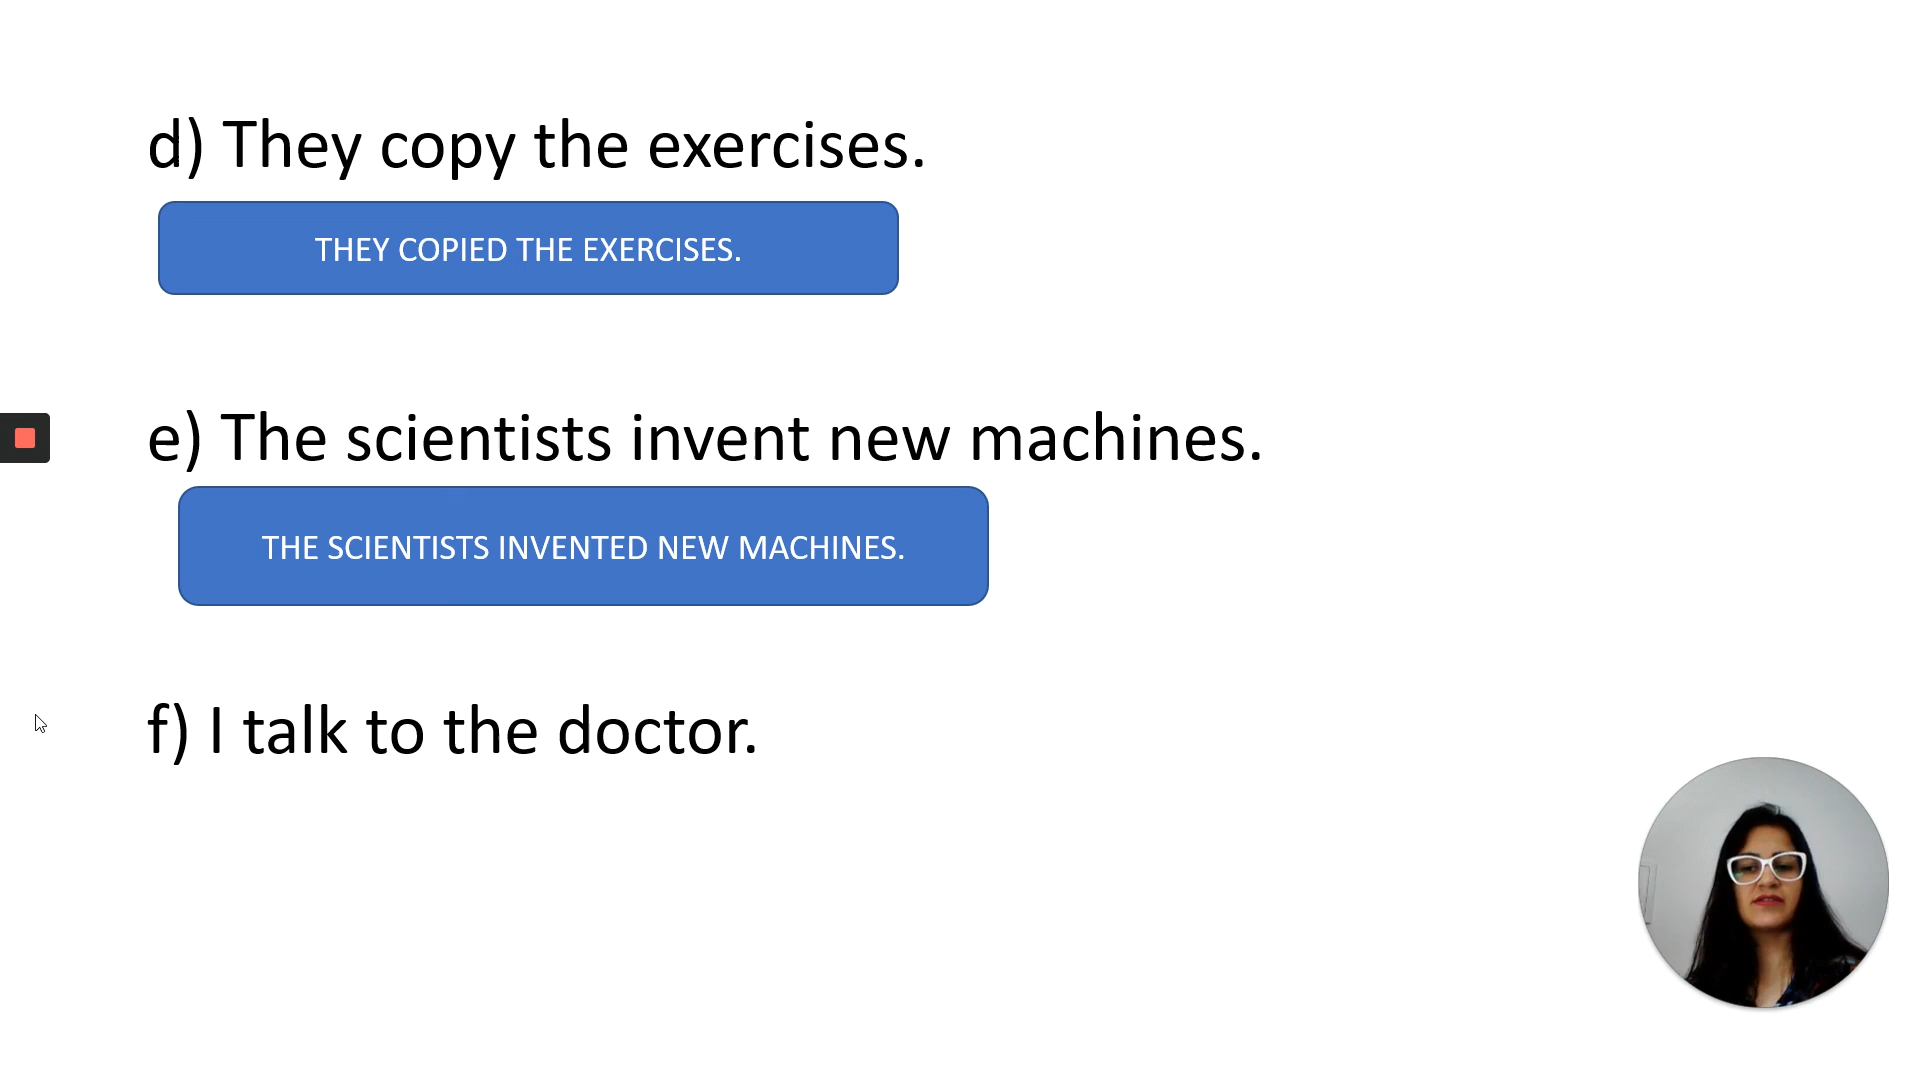 d) They copy the exercises.
THEY COPIED THE EXERCISES.
e) The scientists invent new machines.
THE SCIENTISTS INVENTED NEW MACHINES.
f) I talk to the doctor.